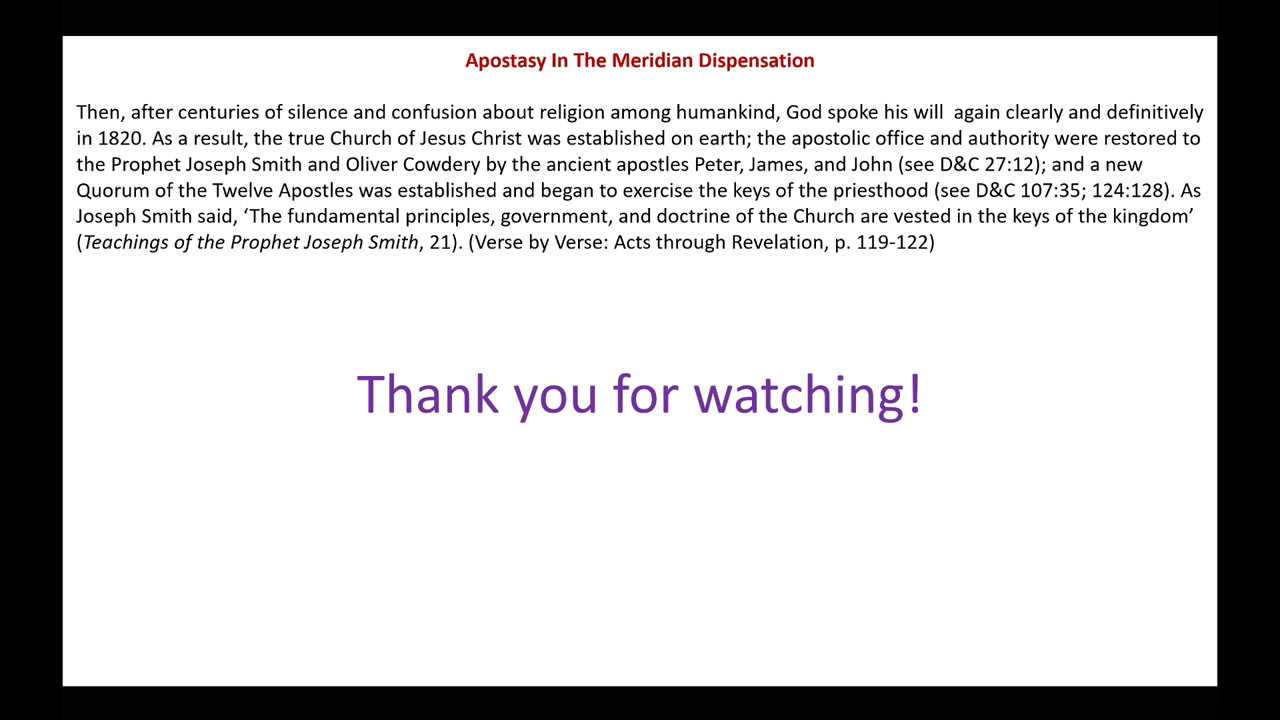 Apostasy In The Meridian Dispensation
Then, after centuries of silence and confusion about religion among humankind, God spoke his will  again clearly and definitively
in 1820. As a result, the true Church of Jesus Christ was established on earth; the apostolic office and authority were restored to
the Prophet Joseph Smith and Oliver Cowdery by the ancient apostles Peter, James, and John (see D&C 27:12); and a new
Quorum of the Twelve Apostles was established and began to exercise the keys of the priesthood (see D&C 107:35; 124:128). As
Joseph Smith said, ‘The fundamental principles, government, and doctrine of the Church are vested in the keys of the kingdom’
(Teachings of the Prophet Joseph Smith, 21). (Verse by Verse: Acts through Revelation, p. 119-122)
Thank you for watching!